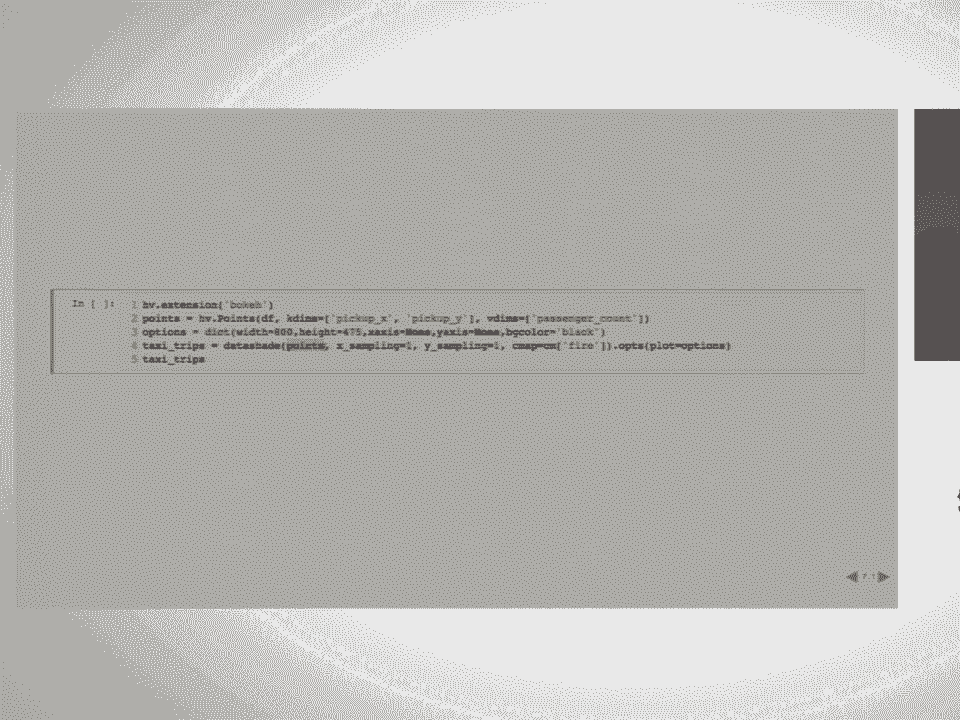 In [ ]:
1 hv.extension('bokeh')
2 points = hv.Points(df, kdims=['pickup_x', 'pickup_y'], vdims=['passenger_count'])
3 options = dict(width=800,height=475,xaxis=None,yaxis=None,bgcolor='black')
4 taxi_trips = datashade(points, x_sampling=1, y_sampling=1, cmap=cm['fire']).opts(plot=options)
5 taxi_trips